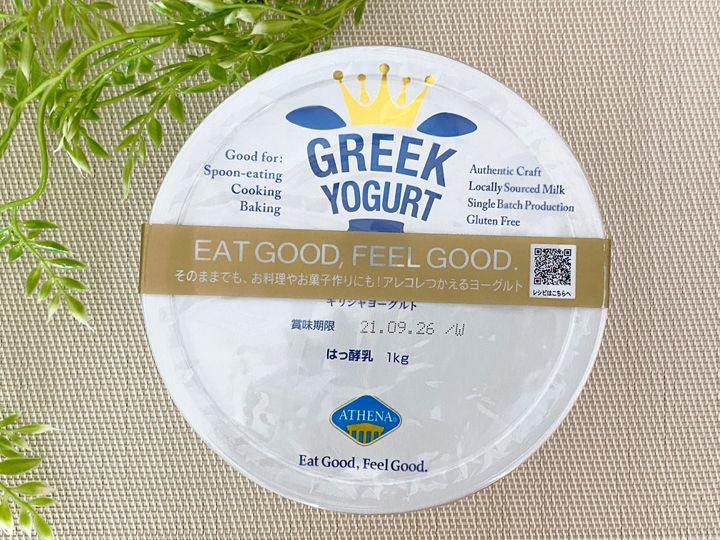 GREEK
YOGURT
Good for:
Spoon-eating
Cooking
Baking
Authentic Craft
Locally Sourced Milk
Single Batch Production
Gluten Free
EAT GOOD, FEEL GOOD.
そのままでも、お料理やお菓子作りにも!アレコレつかえるヨーグルト
レシピはこちらへ
ギリシャヨーグルト
賞味期限 21.09.26 /W
はっ酵乳 1kg
ATHENA
Eat Good, Feel Good.